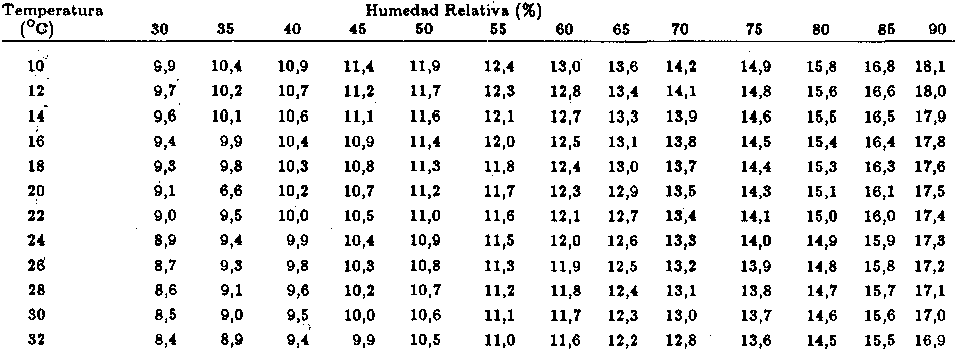 Temperatura Humedad Relativa (%)
(°C) 30 35 40 45 50 55 60 65 70 75 80 85 90
10 9,9 10,4 10,9 11,4 11,9 12,4 13,0 13,6 14,2 14,9 15,8 16,8 18,1
12 9,7 10,2 10,7 11,2 11,7 12,3 12,8 13,4 14,1 14,8 15,6 16,6 18,0
14 9,6 10,1 10,6 11,1 11,6 12,1 12,7 13,3 13,9 14,6 15,5 16,5 17,9
16 9,4 9,9 10,4 10,9 11,4 12,0 12,5 13,1 13,8 14,5 15,4 16,4 17,8
18 9,3 9,8 10,3 10,8 11,3 11,8 12,4 13,0 13,7 14,4 15,3 16,3 17,6
20 9,1 6,6 10,2 10,7 11,2 11,7 12,3 12,9 13,5 14,3 15,1 16,1 17,5
22 9,0 9,5 10,0 10,5 11,0 11,6 12,1 12,7 13,4 14,1 15,0 16,0 17,4
24 8,9 9,4 9,9 10,4 10,9 11,5 12,0 12,6 13,3 14,0 14,9 15,9 17,3
26 8,7 9,3 9,8 10,3 10,8 11,3 11,9 12,5 13,2 13,9 14,8 15,8 17,2
28 8,6 9,1 9,6 10,2 10,7 11,2 11,8 12,4 13,1 13,8 14,7 15,7 17,1
30 8,5 9,0 9,5 10,0 10,6 11,1 11,7 12,3 13,0 13,7 14,6 15,6 17,0
32 8,4 8,9 9,4 9,9 10,5 11,0 11,6 12,2 12,8 13,6 14,5 15,5 16,9